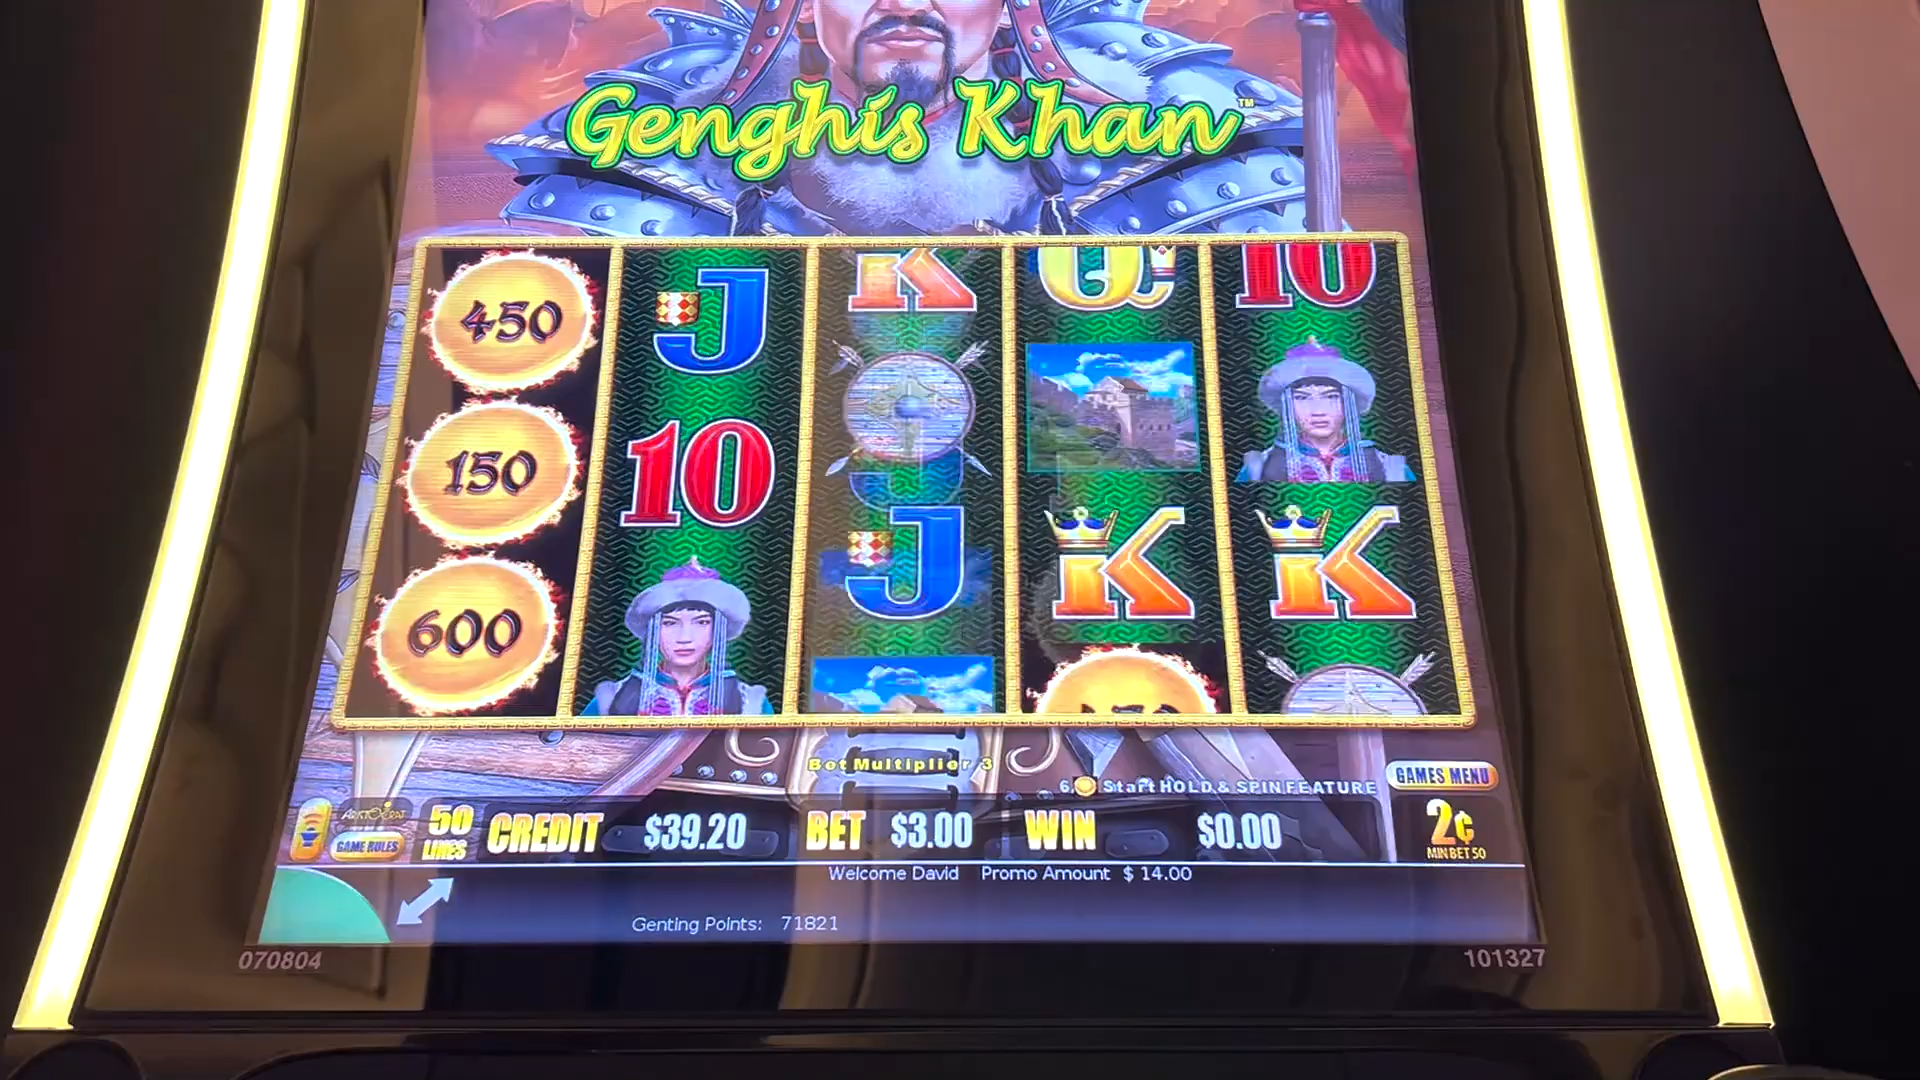 Genghis Khan™
450 J K Q 10
150 10
600 J K K
Bet Multiplier 3
6 Start HOLD & SPIN FEATURE
GAMES MENU
ARISTOCRAT
GAME RULES
50 LINES
CREDIT $39.20 BET $3.00 WIN $0.00
2¢
MIN BET 50
Welcome David Promo Amount $ 14.00
Genting Points: 71821
070804
101327